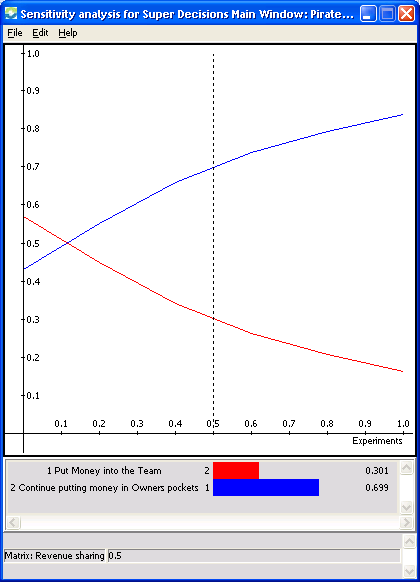 Sensitivity analysis for Super Decisions Main Window: Pirate...
File Edit Help
1.0
0.9
0.8
0.7
0.6
0.5
0.4
0.3
0.2
0.1
0.1 0.2 0.3 0.4 0.5 0.6 0.7 0.8 0.9 1.0
Experiments
1 Put Money into the Team 2 0.301
2 Continue putting money in Owners pockets 1 0.699
Matrix: Revenue sharing 0.5